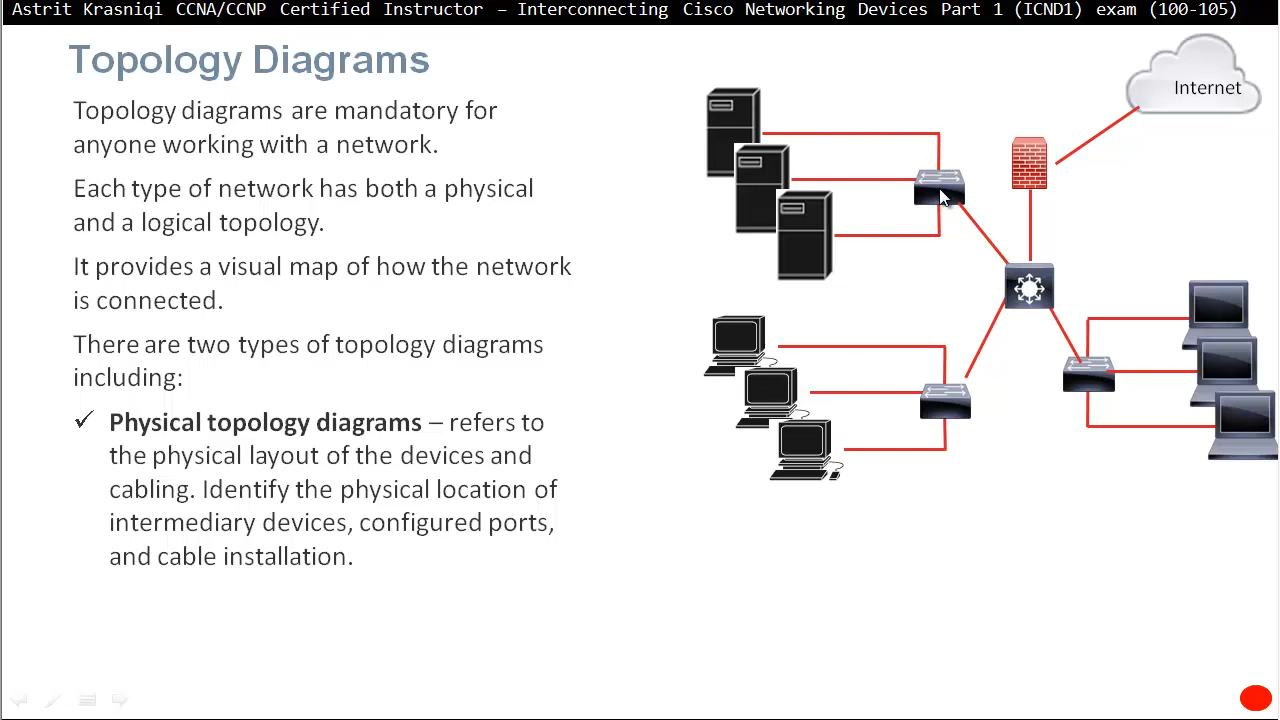 Astrit Krasniqi CCNA/CCNP Certified Instructor – Interconnecting Cisco Networking Devices Part 1 (ICND1) exam (100-105)
Topology Diagrams
Topology diagrams are mandatory for
anyone working with a network.
Each type of network has both a physical
and a logical topology.
It provides a visual map of how the network
is connected.
There are two types of topology diagrams
including:
✓ Physical topology diagrams – refers to
the physical layout of the devices and
cabling. Identify the physical location of
intermediary devices, configured ports,
and cable installation.
Internet